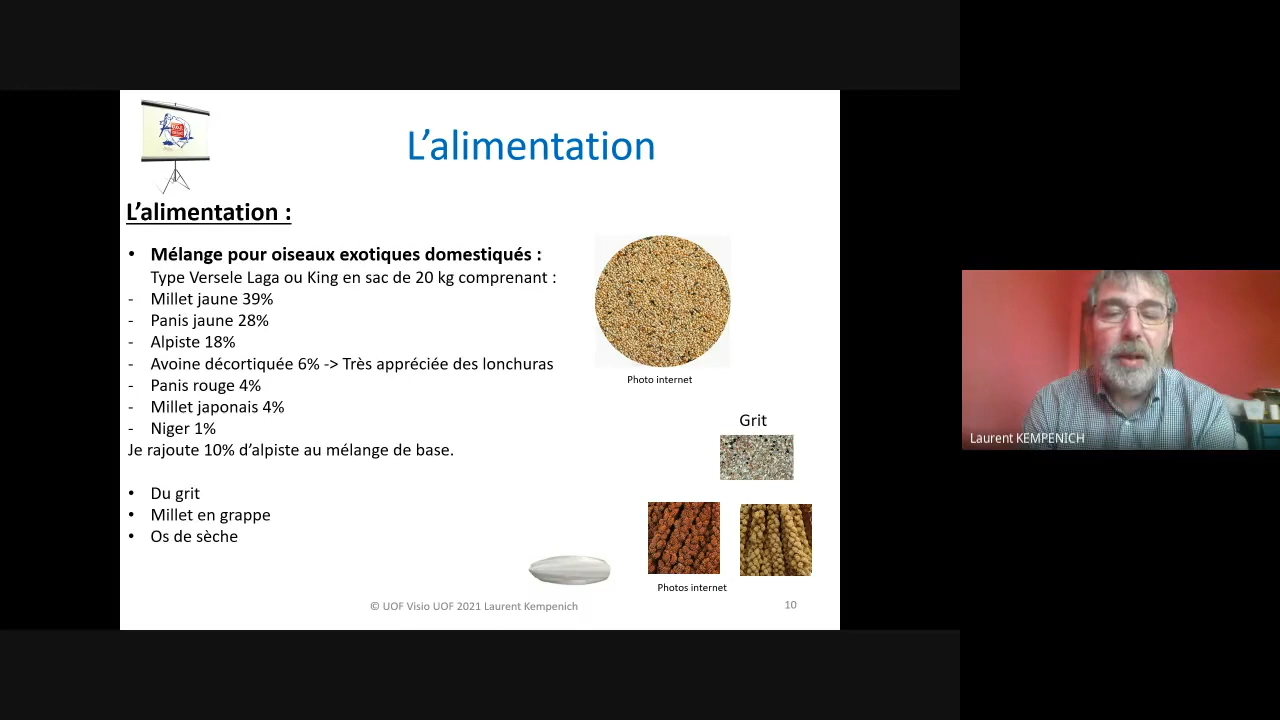 L'alimentation
L'alimentation :
• Mélange pour oiseaux exotiques domestiqués :
Type Versele Laga ou King en sac de 20 kg comprenant :
- Millet jaune 39%
- Panis jaune 28%
- Alpiste 18%
- Avoine décortiquée 6% -> Très appréciée des lonchuras
- Panis rouge 4%
- Millet japonais 4%
- Niger 1%
Je rajoute 10% d'alpiste au mélange de base.
• Du grit
• Millet en grappe
• Os de sèche
Photo internet
Grit
Photos internet
© UOF Visio UOF 2021 Laurent Kempenich
10
Laurent KEMPENICH